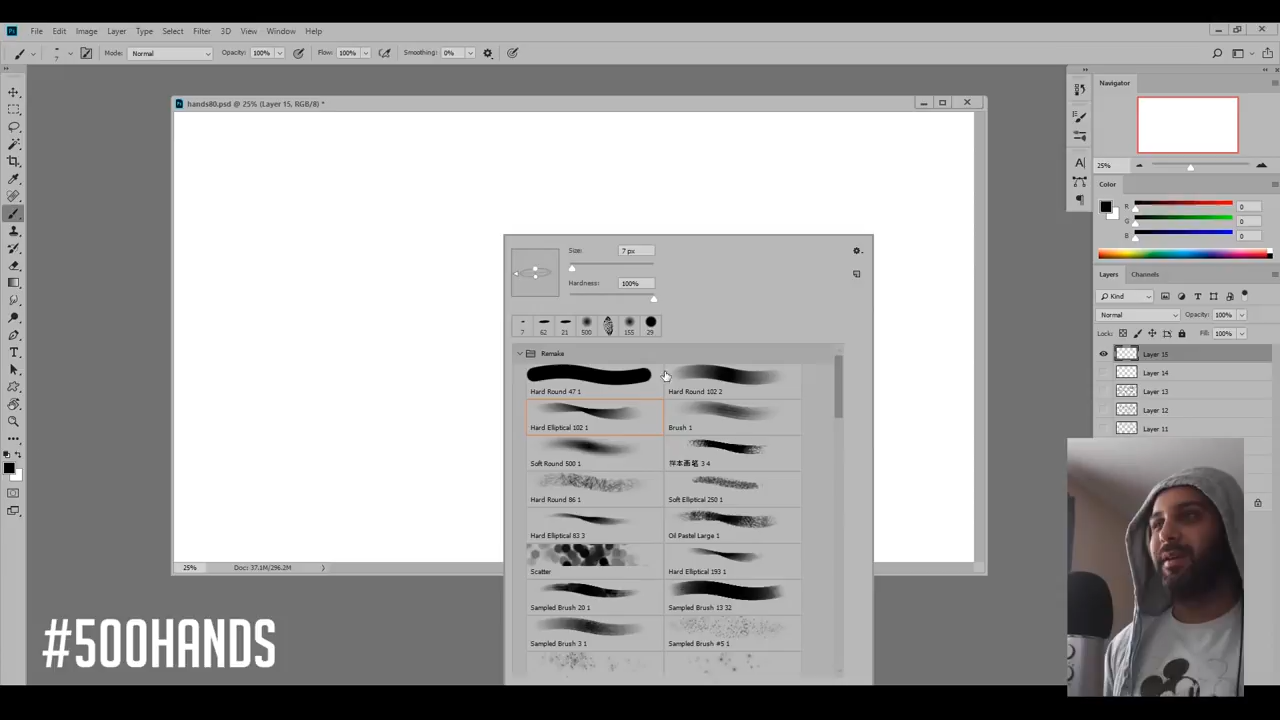 Ps File Edit Image Layer Type Select Filter 3D View Window Help
7 Mode: Normal Opacity: 100% Flow: 100% Smoothing: 0%
Ps hands80.psd @ 25% (Layer 15, RGB/8) *
Navigator
25%
Color
R 0
G 0
B 0
Layers Channels
Kind
Normal Opacity: 100%
Lock: Fill: 100%
Layer 15
Layer 14
Layer 13
Layer 12
Layer 11
Size: 7 px
Hardness: 100%
7 62 21 500 155 29
Ramaka
Hard Round 47 1 Hard Round 102 2
Hard Elliptical 102 1 Brush 1
Soft Round 500 1 样本画笔 3 4
Hard Round 86 1 Soft Elliptical 250 1
Hard Elliptical 63 3 Oil Pastel Large 1
Scatter Hard Elliptical 193 1
Sampled Brush 20 1 Sampled Brush 13 32
Sampled Brush 3 1 Sampled Brush #5 1
25% Doc: 37.1M/296.2M
#500HANDS